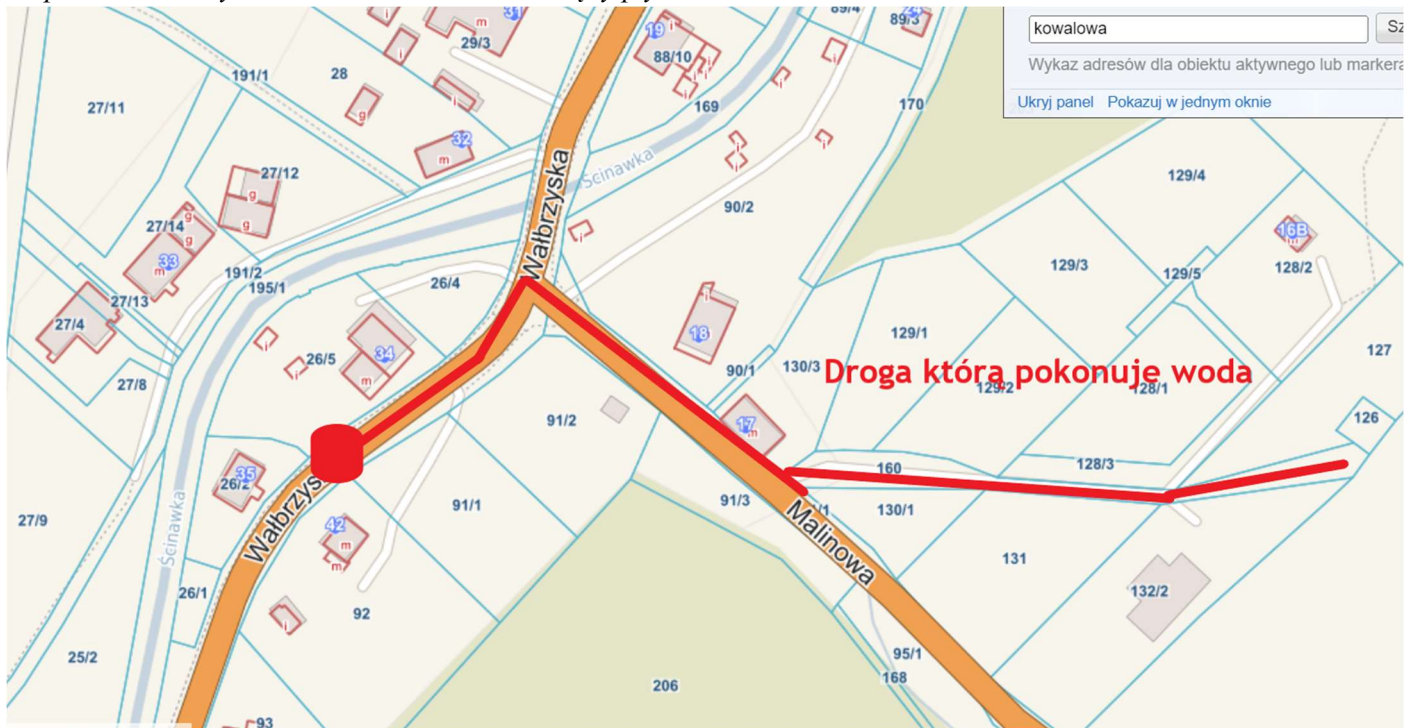 kowalowa
Wykaz adresów dla obiektu aktywnego lub markera
Ukryj panel Pokazuj w jednym oknie
31
m
29/3
i
19
88/10
89/4
89/3
24
191/1
28
27/11
g
169
170
32
m
Wałbrzyska
Ścinawka
27/12
g
g
129/4
90/2
27/14
g
g
33
m
16B
m
191/2
195/1
26/4
129/3
129/5
128/2
27/13
27/4
18
i
129/1
127
26/5
34
m
27/8
90/1
130/3
Droga którą pokonuje woda
129/2
128/1
91/2
17
m
126
160
128/3
35
26/2
Wałbrzys
91/1
91/3
130/1
Malinowa
27/9
Ścinawka
42
m
m
131
26/1
92
i
132/2
25/2
206
95/1
168
93